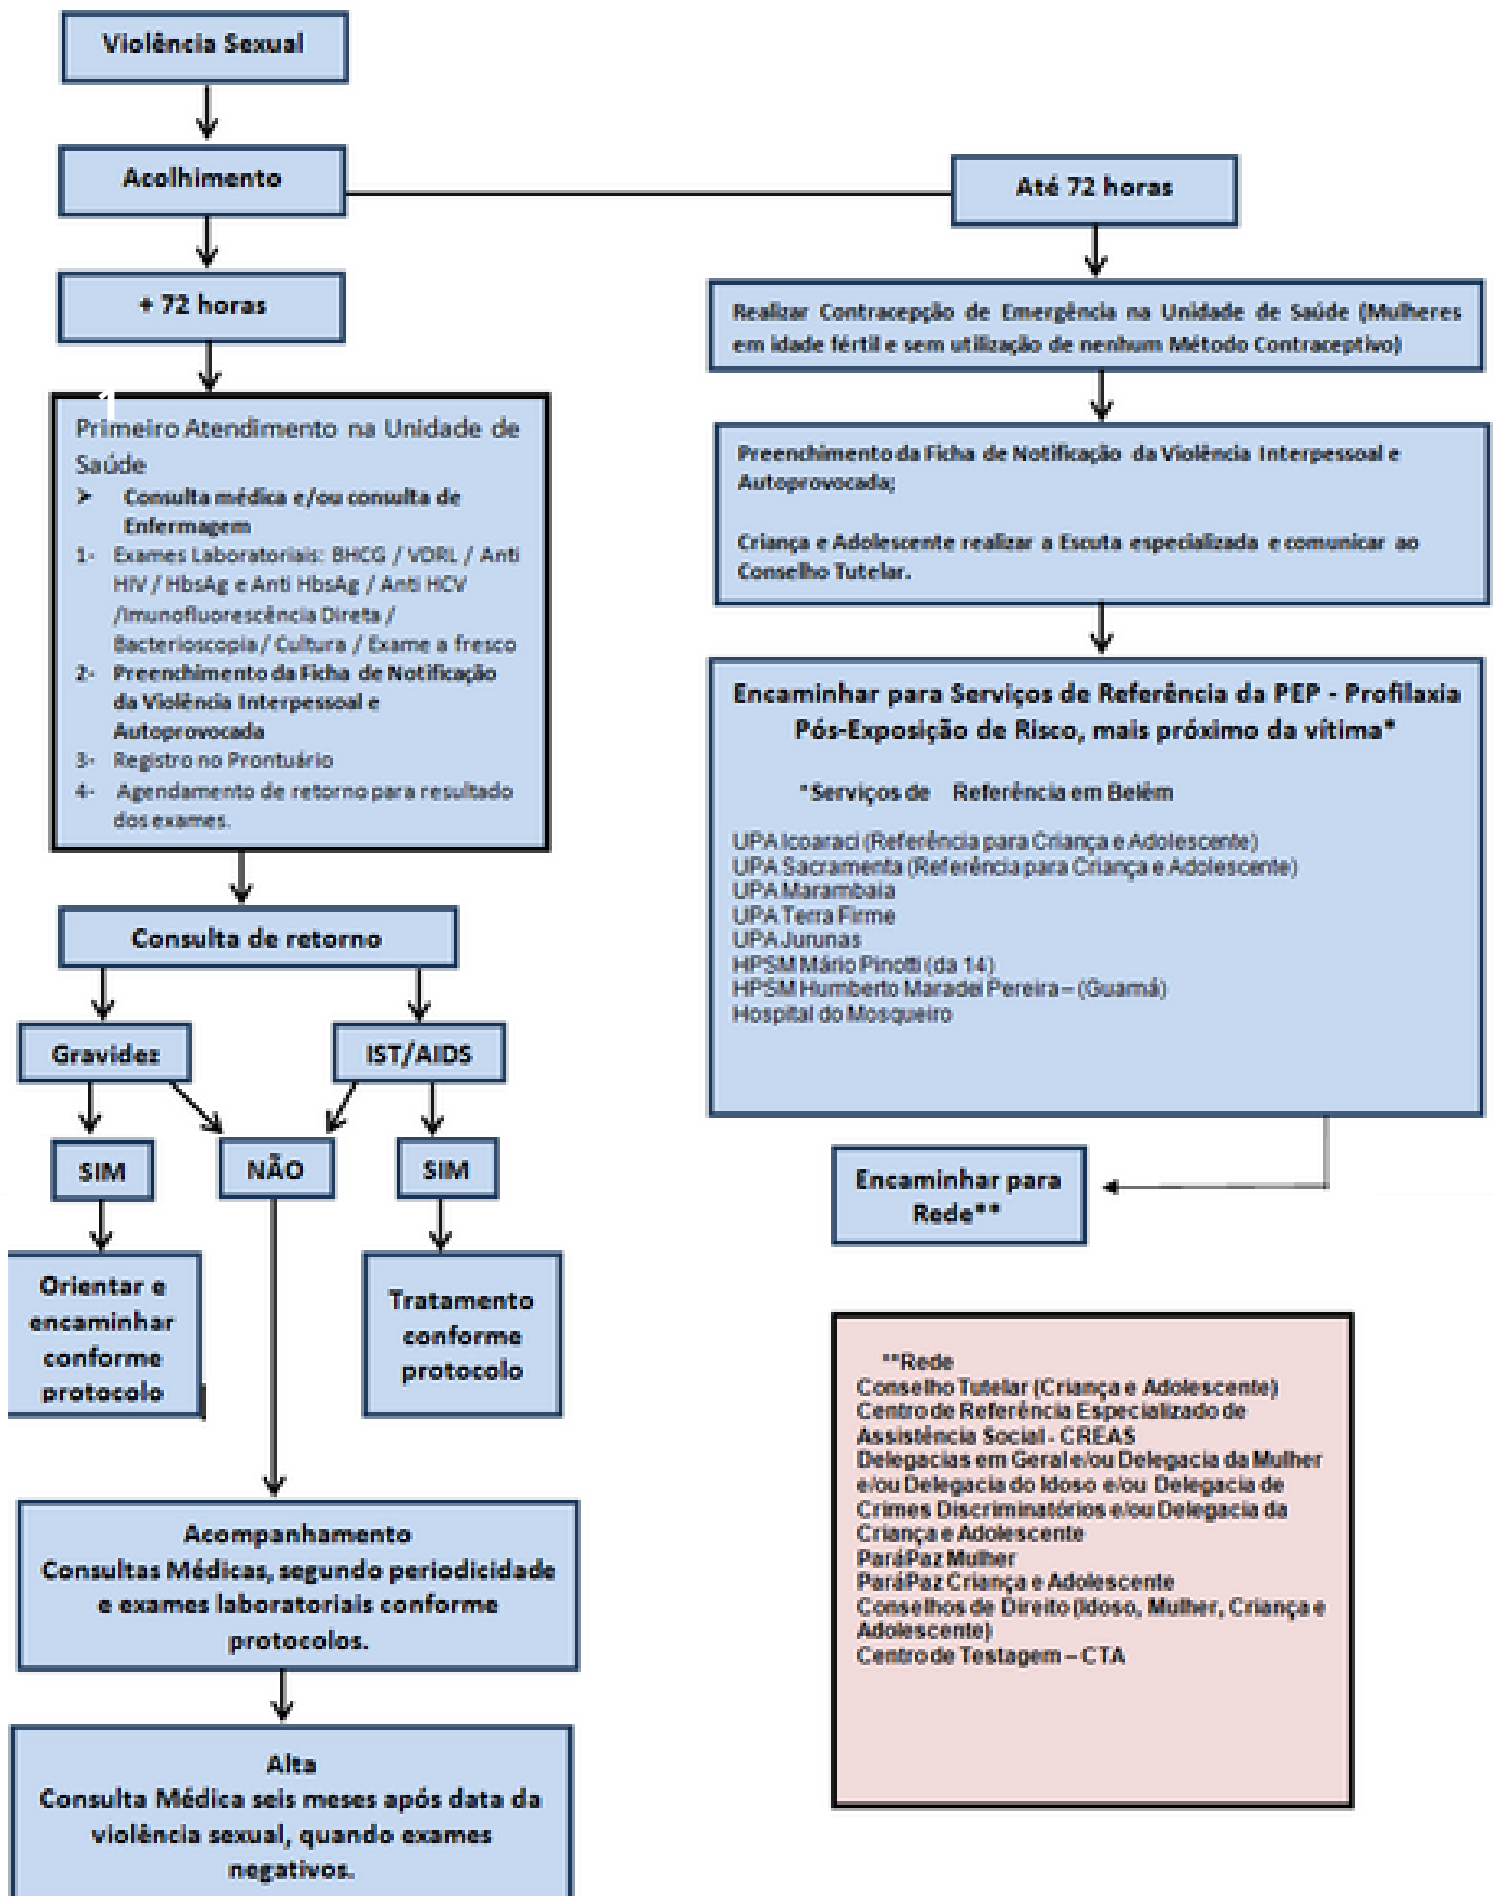 Violência Sexual
Acolhimento
Até 72 horas
+ 72 horas
Realizar Contracepção de Emergência na Unidade de Saúde (Mulheres
em idade fértil e sem utilização de nenhum Método Contraceptivo)
Preenchimento da Ficha de Notificação da Violência Interpessoal e
Autoprovocada;
Criança e Adolescente realizar a Escuta especializada e comunicar ao
Conselho Tutelar.
1
Primeiro Atendimento na Unidade de
Saúde
➤ Consulta médica e/ou consulta de
Enfermagem
1- Exames Laboratoriais: BHCG / VDRL / Anti
HIV / HbsAg e Anti HbsAg / Anti HCV
/Imunofluorescência Direta /
Bacterioscopia / Cultura / Exame a fresco
2- Preenchimento da Ficha de Notificação
da Violência Interpessoal e
Autoprovocada
3- Registro no Prontuário
4- Agendamento de retorno para resultado
dos exames.
Encaminhar para Serviços de Referência da PEP - Profilaxia
Pós-Exposição de Risco, mais próximo da vítima*
*Serviços de Referência em Belém
UPA Icoaraci (Referência para Criança e Adolescente)
UPA Sacramenta (Referência para Criança e Adolescente)
UPA Marambaia
UPA Terra Firme
UPA Jurunas
HPSM Mário Pinotti (da 14)
HPSM Humberto Maradei Pereira – (Guamá)
Hospital do Mosqueiro
Consulta de retorno
Gravidez
IST/AIDS
SIM
NÃO
SIM
Encaminhar para
Rede**
Orientar e
encaminhar
conforme
protocolo
Tratamento
conforme
protocolo
**Rede
Conselho Tutelar (Criança e Adolescente)
Centro de Referência Especializado de
Assistência Social - CREAS
Delegacias em Geral e/ou Delegacia da Mulher
e/ou Delegacia do Idoso e/ou Delegacia de
Crimes Discriminatórios e/ou Delegacia da
Criança e Adolescente
ParáPaz Mulher
ParáPaz Criança e Adolescente
Conselhos de Direito (Idoso, Mulher, Criança e
Adolescente)
Centro de Testagem – CTA
Acompanhamento
Consultas Médicas, segundo periodicidade
e exames laboratoriais conforme
protocolos.
Alta
Consulta Médica seis meses após data da
violência sexual, quando exames
negativos.